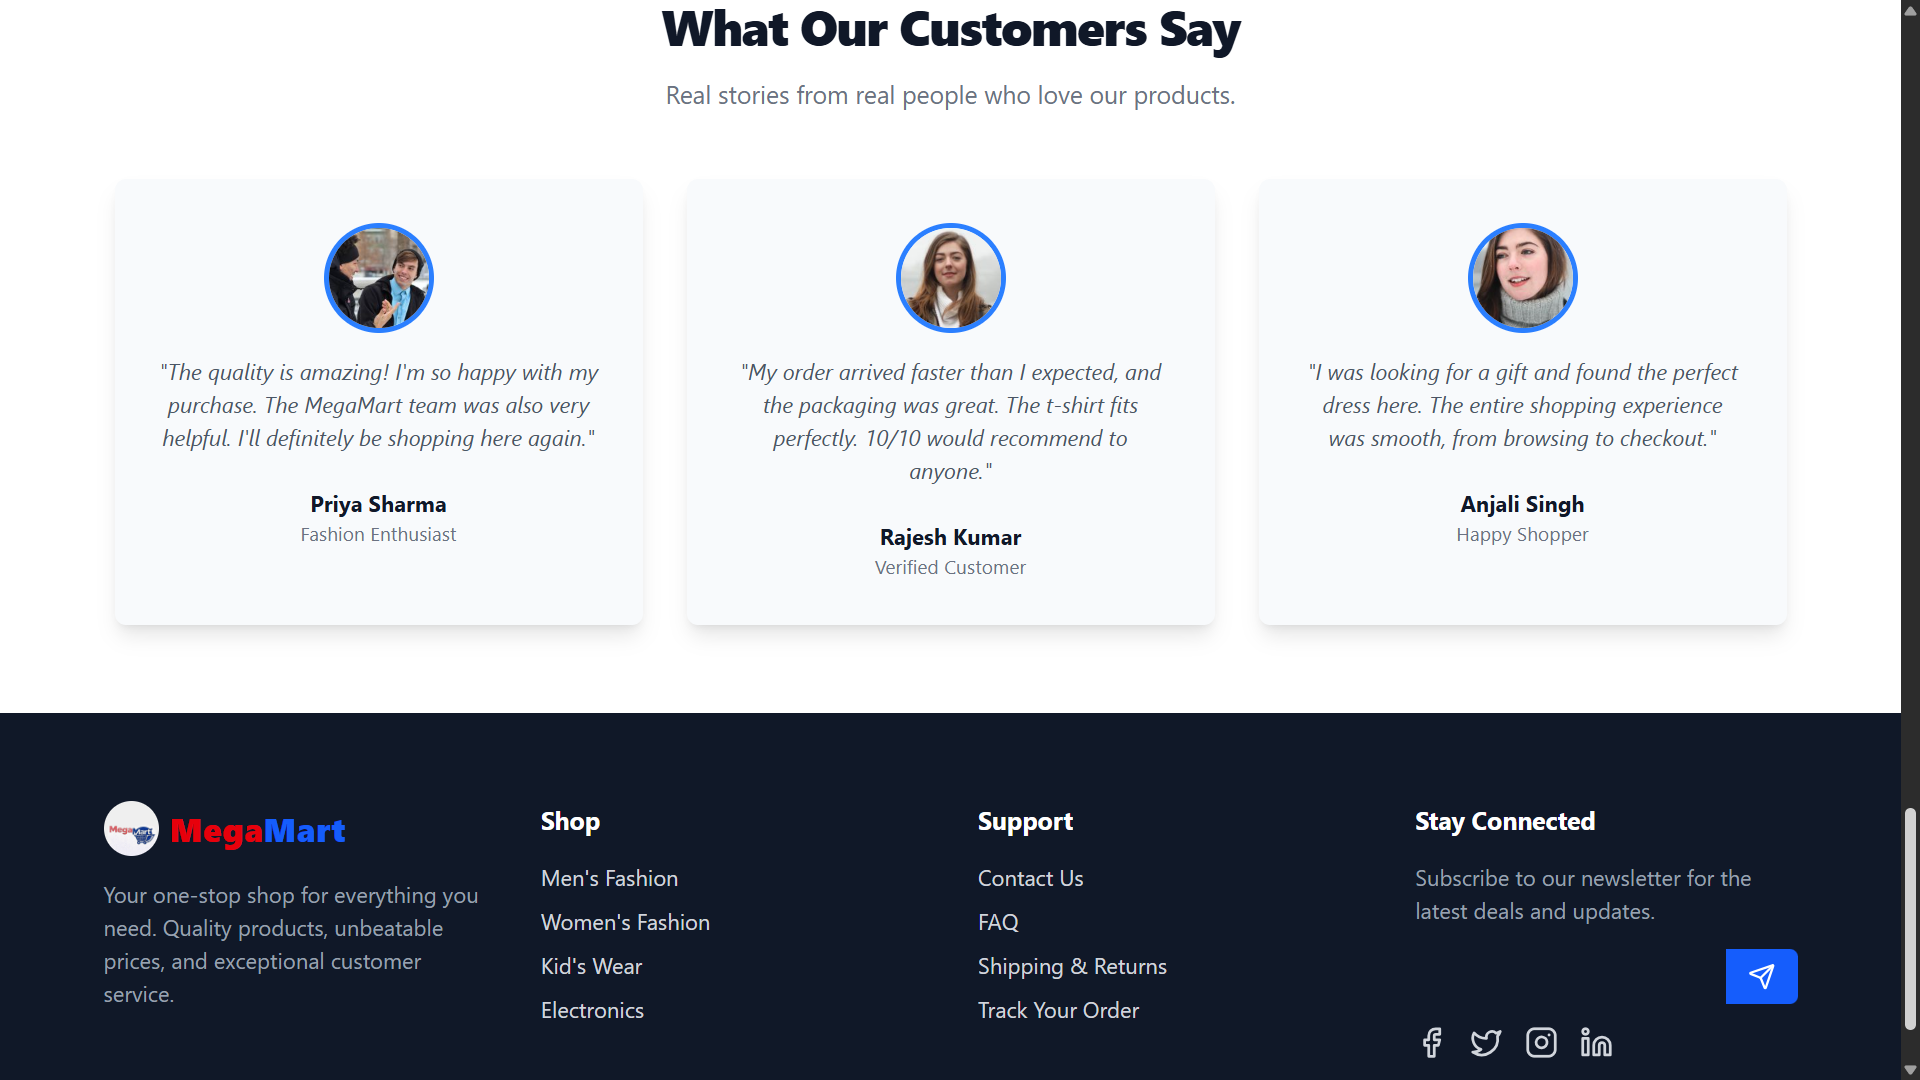 What Our Customers Say
Real stories from real people who love our products.
"The quality is amazing! I'm so happy with my
purchase. The MegaMart team was also very
helpful. I'll definitely be shopping here again."
Priya Sharma
Fashion Enthusiast
"My order arrived faster than I expected, and
the packaging was great. The t-shirt fits
perfectly. 10/10 would recommend to
anyone."
Rajesh Kumar
Verified Customer
"I was looking for a gift and found the perfect
dress here. The entire shopping experience
was smooth, from browsing to checkout."
Anjali Singh
Happy Shopper
MegaMart
MegaMart
Your one-stop shop for everything you
need. Quality products, unbeatable
prices, and exceptional customer
service.
Shop
Men's Fashion
Women's Fashion
Kid's Wear
Electronics
Support
Contact Us
FAQ
Shipping & Returns
Track Your Order
Stay Connected
Subscribe to our newsletter for the
latest deals and updates.